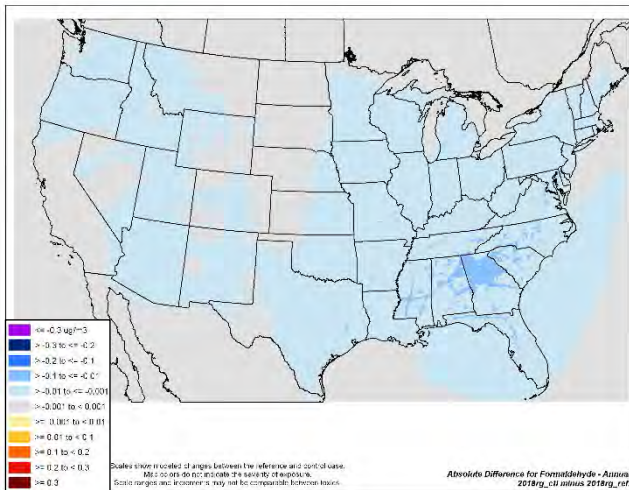 <= -0.3 ug/m3
> -0.3 to <= -0.2
> -0.2 to <= -0.1
> -0.1 to <= -0.01
> -0.01 to <= -0.001
> -0.001 to < 0.001
>= 0.001 to < 0.01
>= 0.01 to < 0.1
>= 0.1 to < 0.2
>= 0.2 to < 0.3
>= 0.3
Scales show modeled changes between the reference and control case.
Map colors do not indicate the severity of exposure.
Scale ranges and increments may not be comparable between toxics
Absolute Difference for Formaldehyde - Annual
2018rg_ctl minus 2018rg_ref